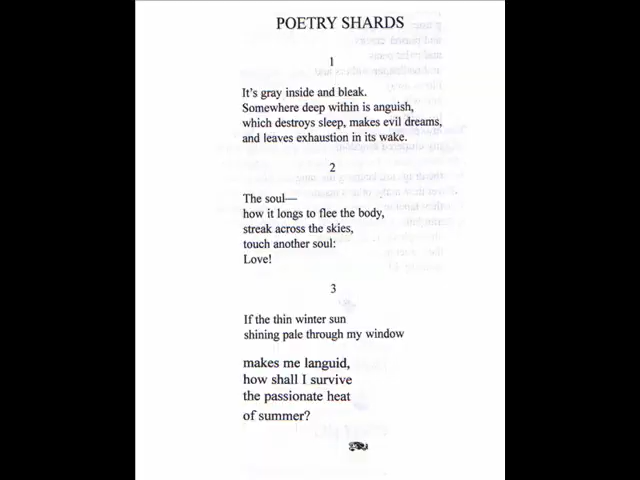 POETRY SHARDS
1
It's gray inside and bleak.
Somewhere deep within is anguish,
which destroys sleep, makes evil dreams,
and leaves exhaustion in its wake.
2
The soul—
how it longs to flee the body,
streak across the skies,
touch another soul:
Love!
3
If the thin winter sun
shining pale through my window
makes me languid,
how shall I survive
the passionate heat
of summer?